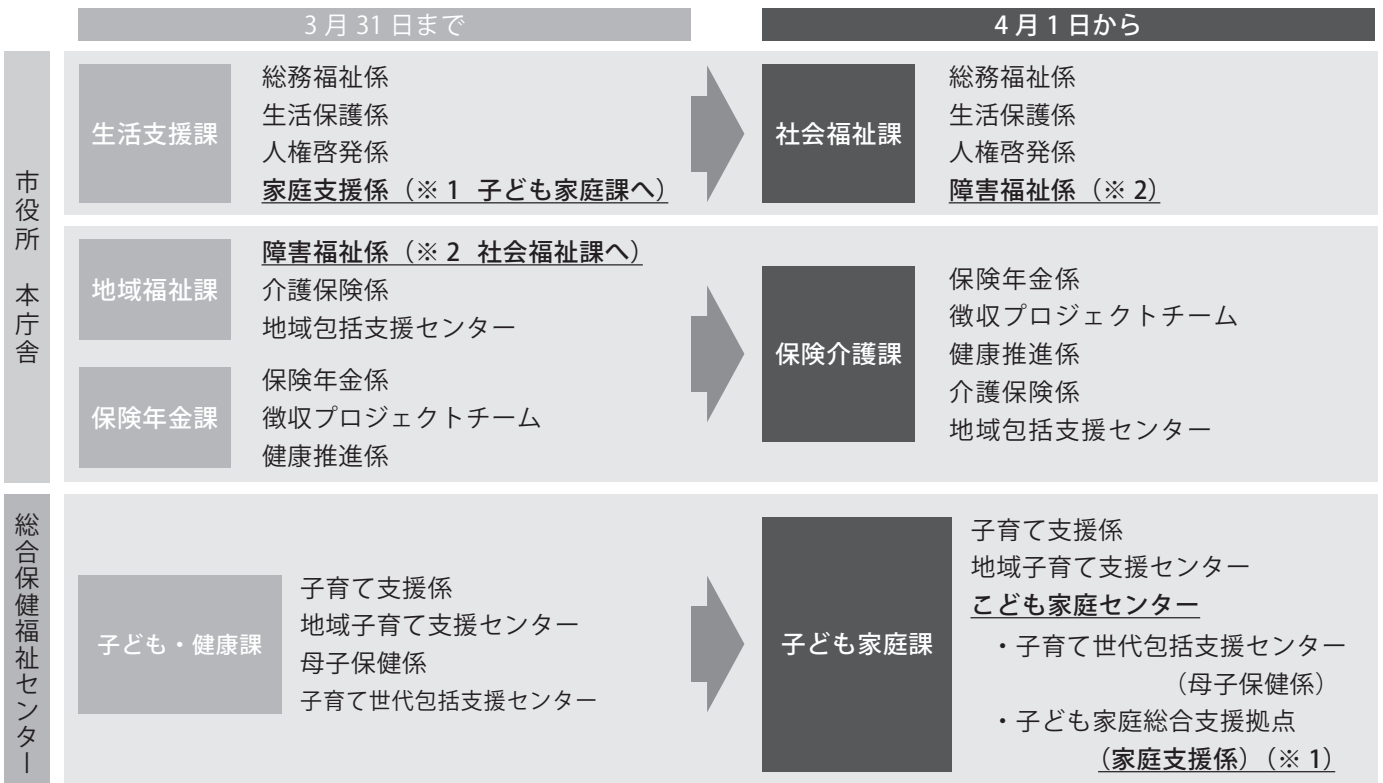 3 月 31 日まで
4 月 1 日から
市役所 本庁舎
生活支援課
総務福祉係
生活保護係
人権啓発係
家庭支援係（※ 1 子ども家庭課へ）
社会福祉課
総務福祉係
生活保護係
人権啓発係
障害福祉係（※ 2）
地域福祉課
障害福祉係（※ 2 社会福祉課へ）
介護保険係
地域包括支援センター
保険年金課
保険年金係
徴収プロジェクトチーム
健康推進係
保険介護課
保険年金係
徴収プロジェクトチーム
健康推進係
介護保険係
地域包括支援センター
総合保健福祉センター
子ども・健康課
子育て支援係
地域子育て支援センター
母子保健係
子育て世代包括支援センター
子ども家庭課
子育て支援係
地域子育て支援センター
こども家庭センター
・子育て世代包括支援センター
（母子保健係）
・子ども家庭総合支援拠点
（家庭支援係）（※ 1）